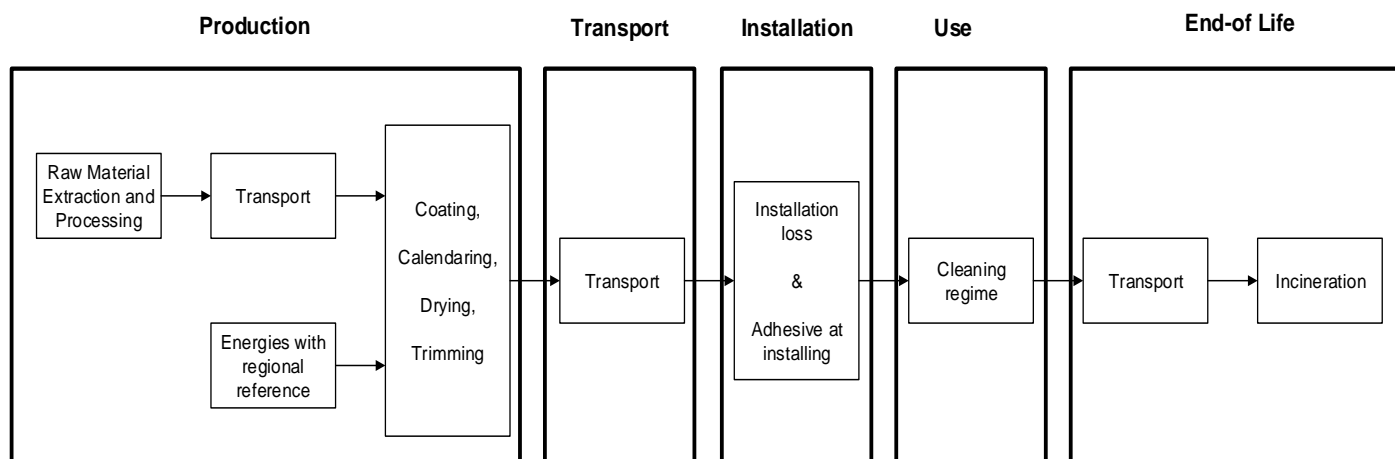 Production
Transport
Installation
Use
End-of Life
Raw Material
Extraction and
Processing
Transport
Energies with
regional
reference
Coating,
Calendaring,
Drying,
Trimming
Transport
Installation
loss
&
Adhesive at
installing
Cleaning
regime
Transport
Incineration